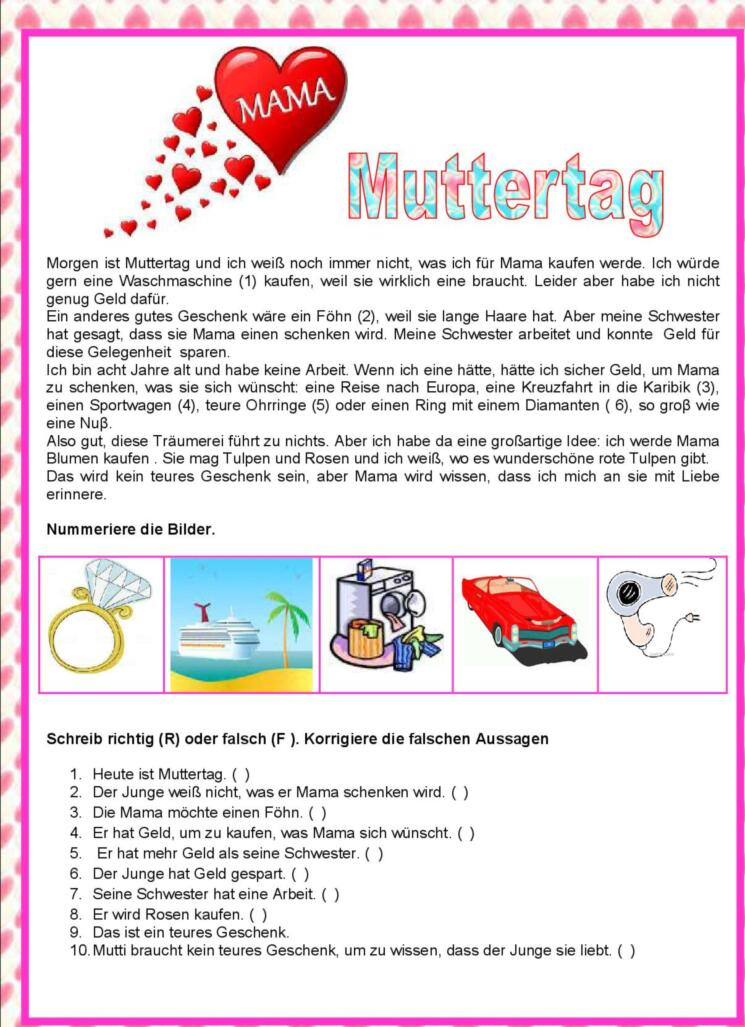 MAMA
Muttertag
Morgen ist Muttertag und ich weiß noch immer nicht, was ich für Mama kaufen werde. Ich würde
gern eine Waschmaschine (1) kaufen, weil sie wirklich eine braucht. Leider aber habe ich nicht
genug Geld dafür.
Ein anderes gutes Geschenk wäre ein Föhn (2), weil sie lange Haare hat. Aber meine Schwester
hat gesagt, dass sie Mama einen schenken wird. Meine Schwester arbeitet und konnte Geld für
diese Gelegenheit sparen.
Ich bin acht Jahre alt und habe keine Arbeit. Wenn ich eine hätte, hätte ich sicher Geld, um Mama
zu schenken, was sie sich wünscht: eine Reise nach Europa, eine Kreuzfahrt in die Karibik (3),
einen Sportwagen (4), teure Ohrringe (5) oder einen Ring mit einem Diamanten ( 6), so groβ wie
eine Nuß.
Also gut, diese Träumerei führt zu nichts. Aber ich habe da eine großartige Idee: ich werde Mama
Blumen kaufen . Sie mag Tulpen und Rosen und ich weiß, wo es wunderschöne rote Tulpen gibt.
Das wird kein teures Geschenk sein, aber Mama wird wissen, dass ich mich an sie mit Liebe
erinnere.
Nummeriere die Bilder.
Schreib richtig (R) oder falsch (F ). Korrigiere die falschen Aussagen
1. Heute ist Muttertag. ( )
2. Der Junge weiß nicht, was er Mama schenken wird. ( )
3. Die Mama möchte einen Föhn. ( )
4. Er hat Geld, um zu kaufen, was Mama sich wünscht. ( )
5. Er hat mehr Geld als seine Schwester. ( )
6. Der Junge hat Geld gespart. ( )
7. Seine Schwester hat eine Arbeit. ( )
8. Er wird Rosen kaufen. ( )
9. Das ist ein teures Geschenk.
10. Mutti braucht kein teures Geschenk, um zu wissen, dass der Junge sie liebt. ( )